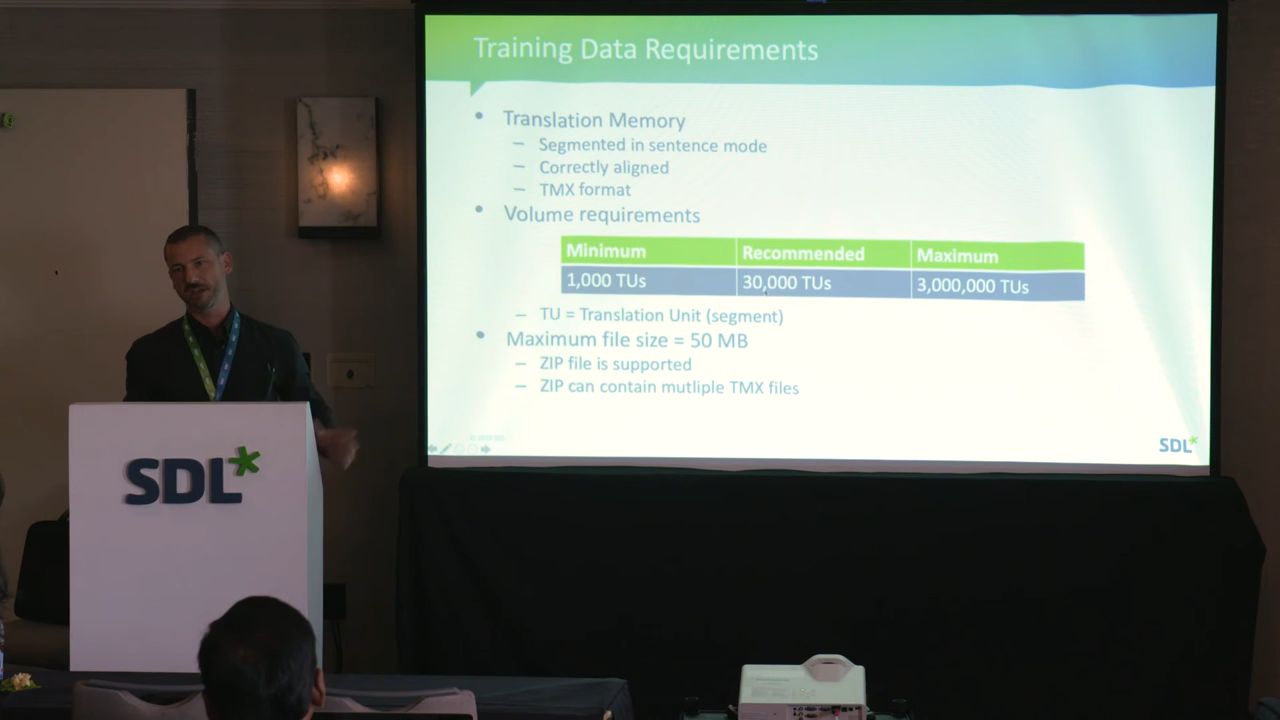 Training Data Requirements
• Translation Memory
– Segmented in sentence mode
– Correctly aligned
– TMX format
• Volume requirements
Minimum Recommended Maximum
1,000 TUs 30,000 TUs 3,000,000 TUs
– TU = Translation Unit (segment)
• Maximum file size = 50 MB
– ZIP file is supported
– ZIP can contain mutliple TMX files
SDL*
SDL*